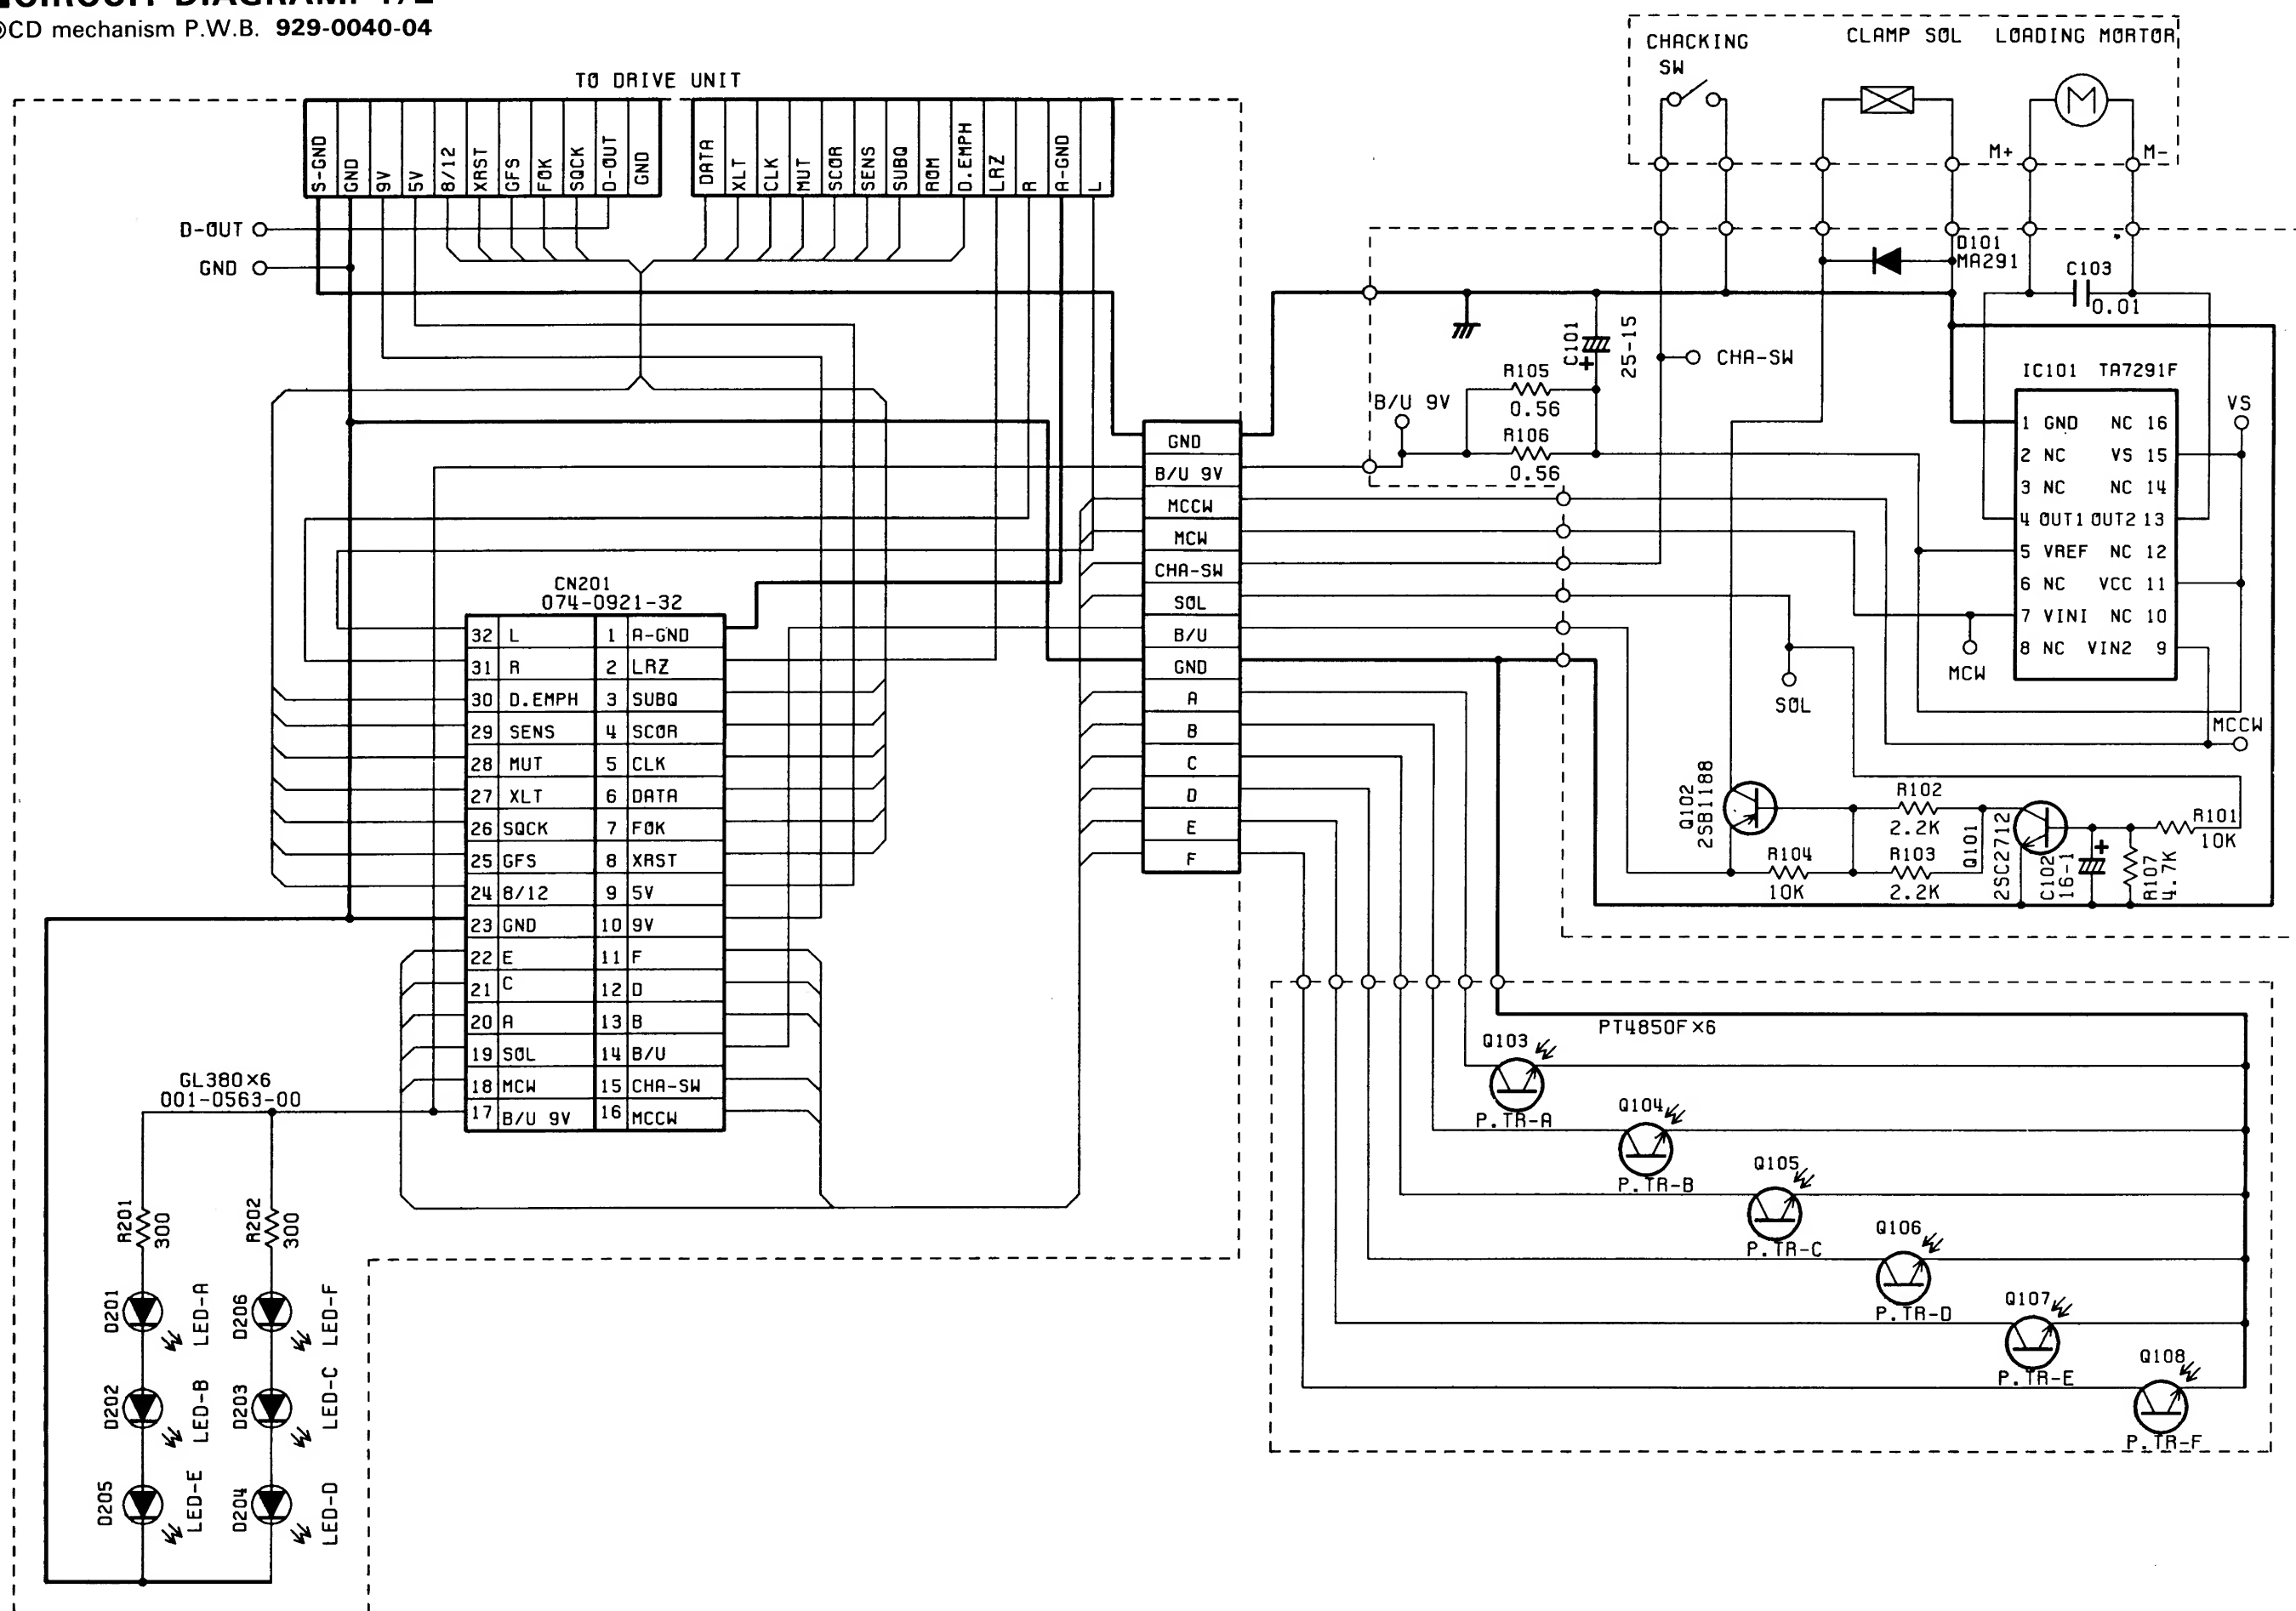 CD mechanism P.W.B. 929-0040-04
TO DRIVE UNIT
S-GND
GND
9V
5V
8/12
XRST
GFS
FOK
SQCK
D-OUT
GND
DATA
XLT
CLK
MUT
SCOR
SENS
SUBQ
ROM
D.EMPH
LRZ
R
A-GND
L
D-OUT
GND
CHACKING
SW
CLAMP SOL
LOADING MORTOR
M
M+
M-
D101
MA291
C103
0.01
C101
25-15
+
CHA-SW
R105
0.56
B/U 9V
R106
0.56
IC101 TA7291F
VS
1 GND NC 16
2 NC VS 15
3 NC NC 14
4 OUT1 OUT2 13
5 VREF NC 12
6 NC VCC 11
7 VINI NC 10
8 NC VIN2 9
MCW
SOL
MCCW
GND
B/U 9V
MCCW
MCW
CHA-SW
SOL
B/U
GND
A
B
C
D
E
F
CN201
074-0921-32
32 L 1 A-GND
31 R 2 LRZ
30 D.EMPH 3 SUBQ
29 SENS 4 SCOR
28 MUT 5 CLK
27 XLT 6 DATA
26 SQCK 7 FOK
25 GFS 8 XRST
24 8/12 9 5V
23 GND 10 9V
22 E 11 F
21 C 12 D
20 A 13 B
19 SOL 14 B/U
18 MCW 15 CHA-SW
17 B/U 9V 16 MCCW
Q102
2SB1188
R102
2.2K
R104
10K
R103
2.2K
Q101
2SC2712
C102
16-1
+
R107
4.7K
R101
10K
GL380×6
001-0563-00
R201
300
R202
300
D201
LED-A
D206
LED-F
D202
LED-B
D203
LED-C
D205
LED-E
D204
LED-D
PT4850F×6
Q103
P.TR-A
Q104
P.TR-B
Q105
P.TR-C
Q106
P.TR-D
Q107
P.TR-E
Q108
P.TR-F